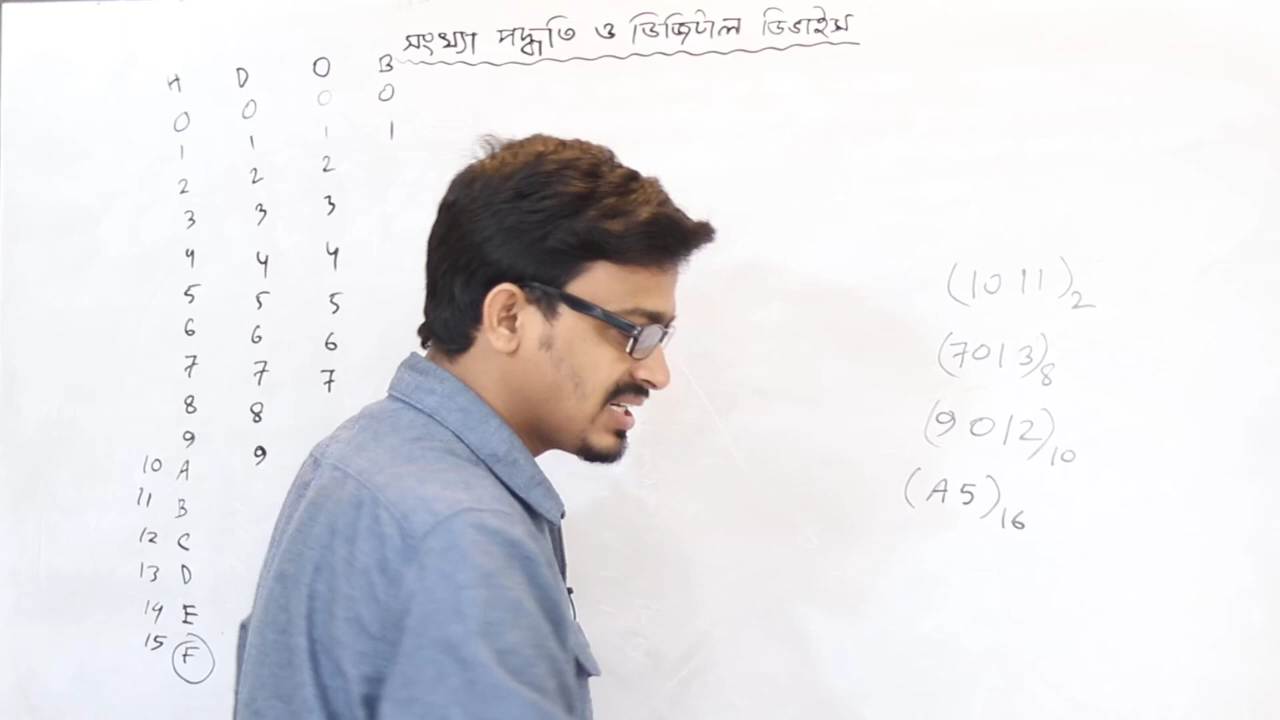 সংখ্যা পদ্ধতি ও ডিজিটাল ডিভাইস
H D O B
0 0 0 0
1 1 1 1
2 2 2
3 3 3
4 4 4
5 5 5
6 6 6
7 7 7
8 8
9 9
10 A
11 B
12 C
13 D
14 E
15 F
(1011)2
(7013)8
(9012)10
(A5)16